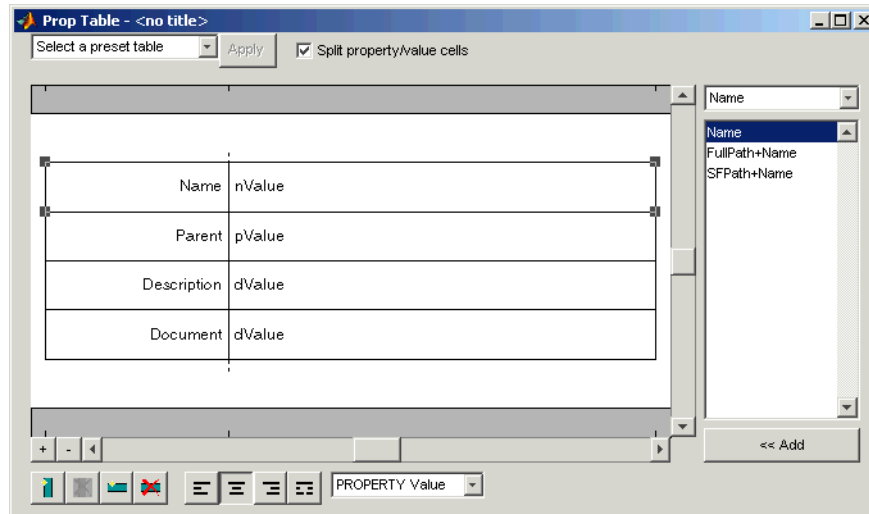 Prop Table - <no title>
Select a preset table
Apply
Split property/value cells
Name
Name
FullPath+Name
SFPath+Name
Name nValue
Parent pValue
Description dValue
Document dValue
+ -
<< Add
PROPERTY Value